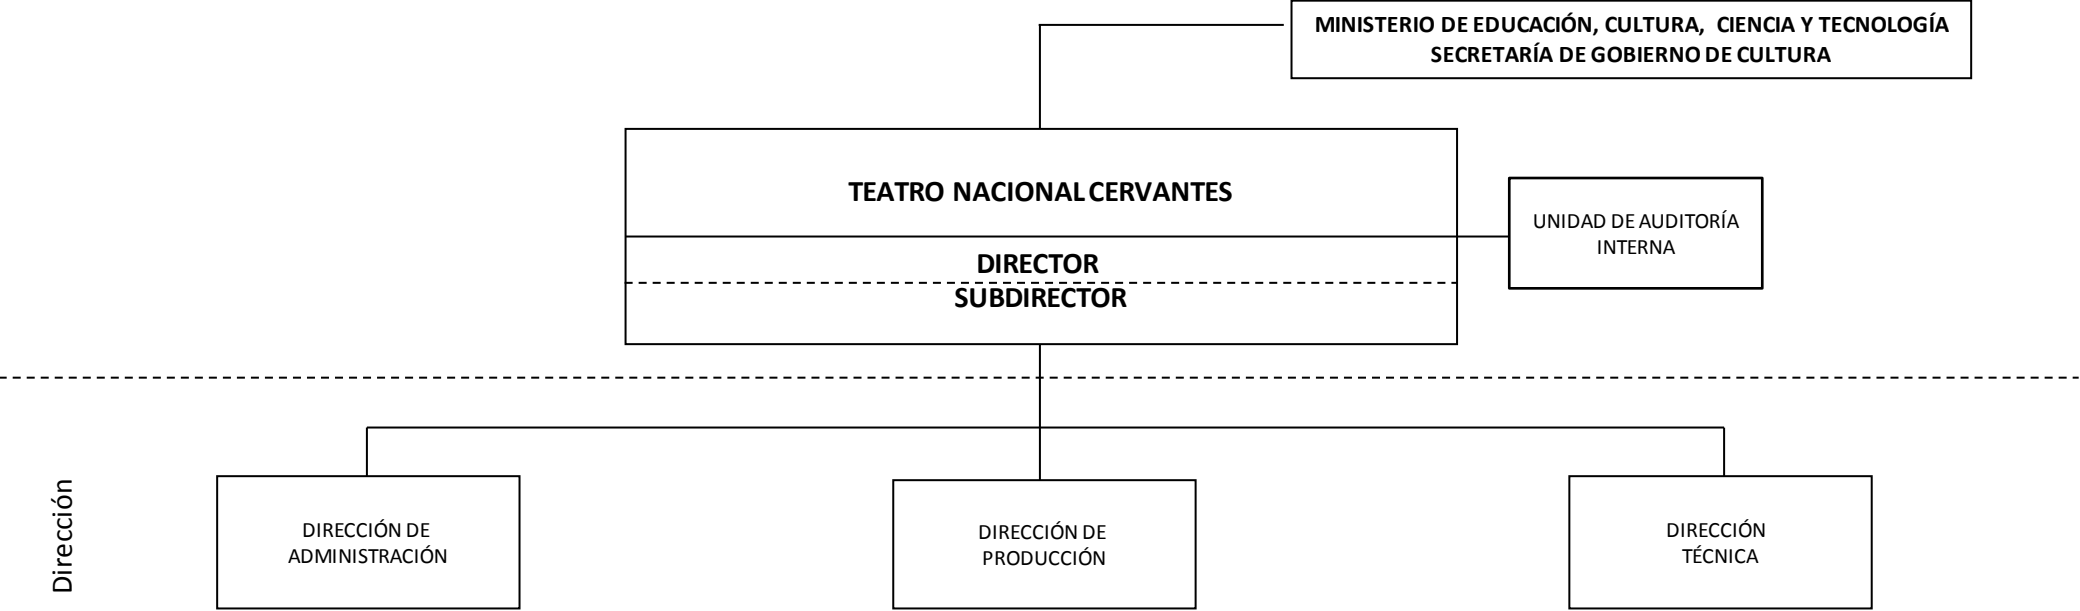 MINISTERIO DE EDUCACIÓN, CULTURA, CIENCIA Y TECNOLOGÍA
SECRETARÍA DE GOBIERNO DE CULTURA
TEATRO NACIONAL CERVANTES
UNIDAD DE AUDITORÍA
INTERNA
DIRECTOR
SUBDIRECTOR
Dirección
DIRECCIÓN DE
ADMINISTRACIÓN
DIRECCIÓN DE
PRODUCCIÓN
DIRECCIÓN
TÉCNICA